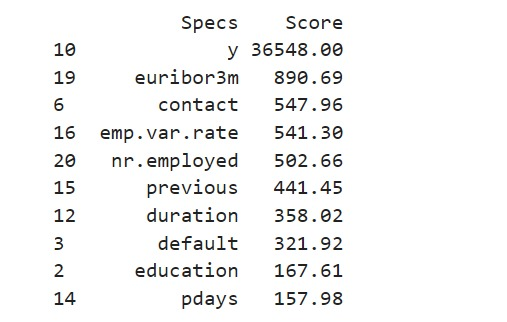 Specs Score
10 y 36548.00
19 euribor3m 890.69
6 contact 547.96
16 emp.var.rate 541.30
20 nr.employed 502.66
15 previous 441.45
12 duration 358.02
3 default 321.92
2 education 167.61
14 pdays 157.98